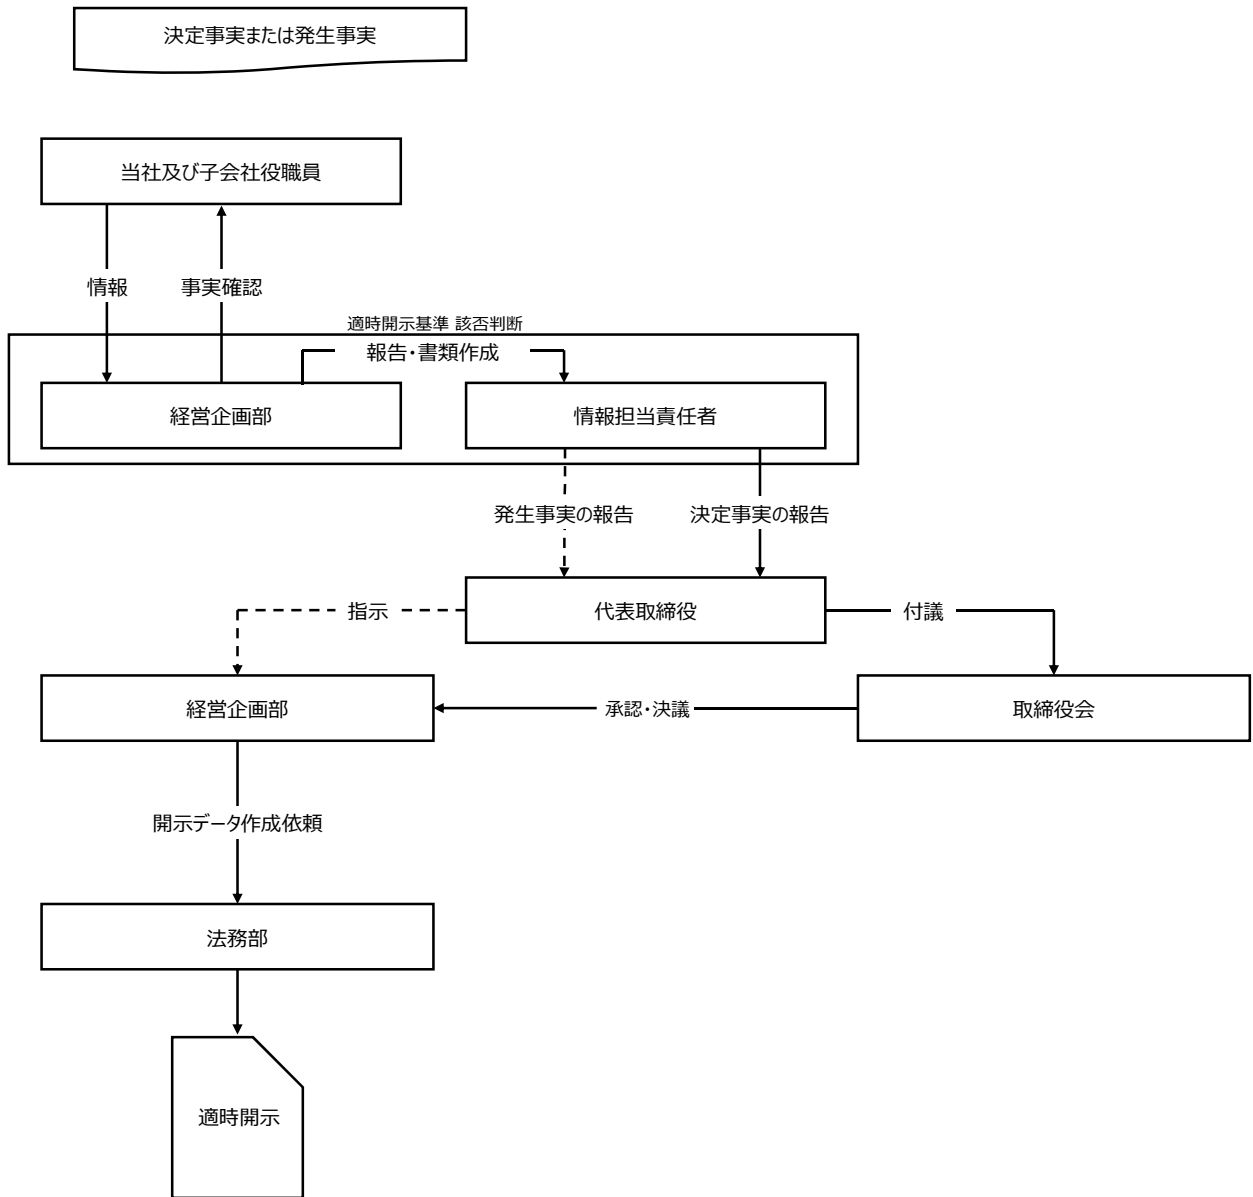 決定事実または発生事実
当社及び子会社役職員
情報
事実確認
適時開示基準 該否判断
報告・書類作成
経営企画部
情報担当責任者
発生事実の報告
決定事実の報告
代表取締役
指示
付議
経営企画部
承認・決議
取締役会
開示データ作成依頼
法務部
適時開示